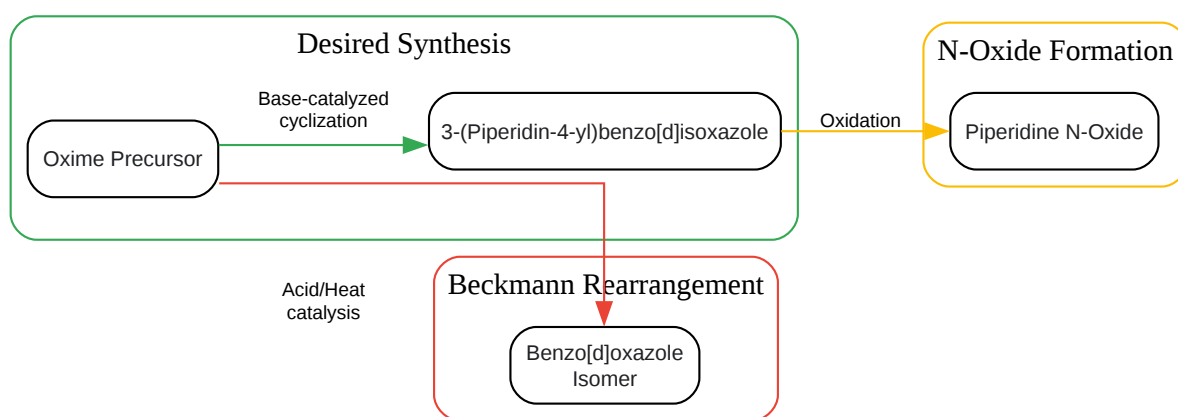 Desired Synthesis
N-Oxide Formation
Base-catalyzed
cyclization
Oxime Precursor
3-(Piperidin-4-yl)benzo[d]isoxazole
Oxidation
Piperidine N-Oxide
Acid/Heat
catalysis
Beckmann Rearrangement
Benzo[d]oxazole
Isomer